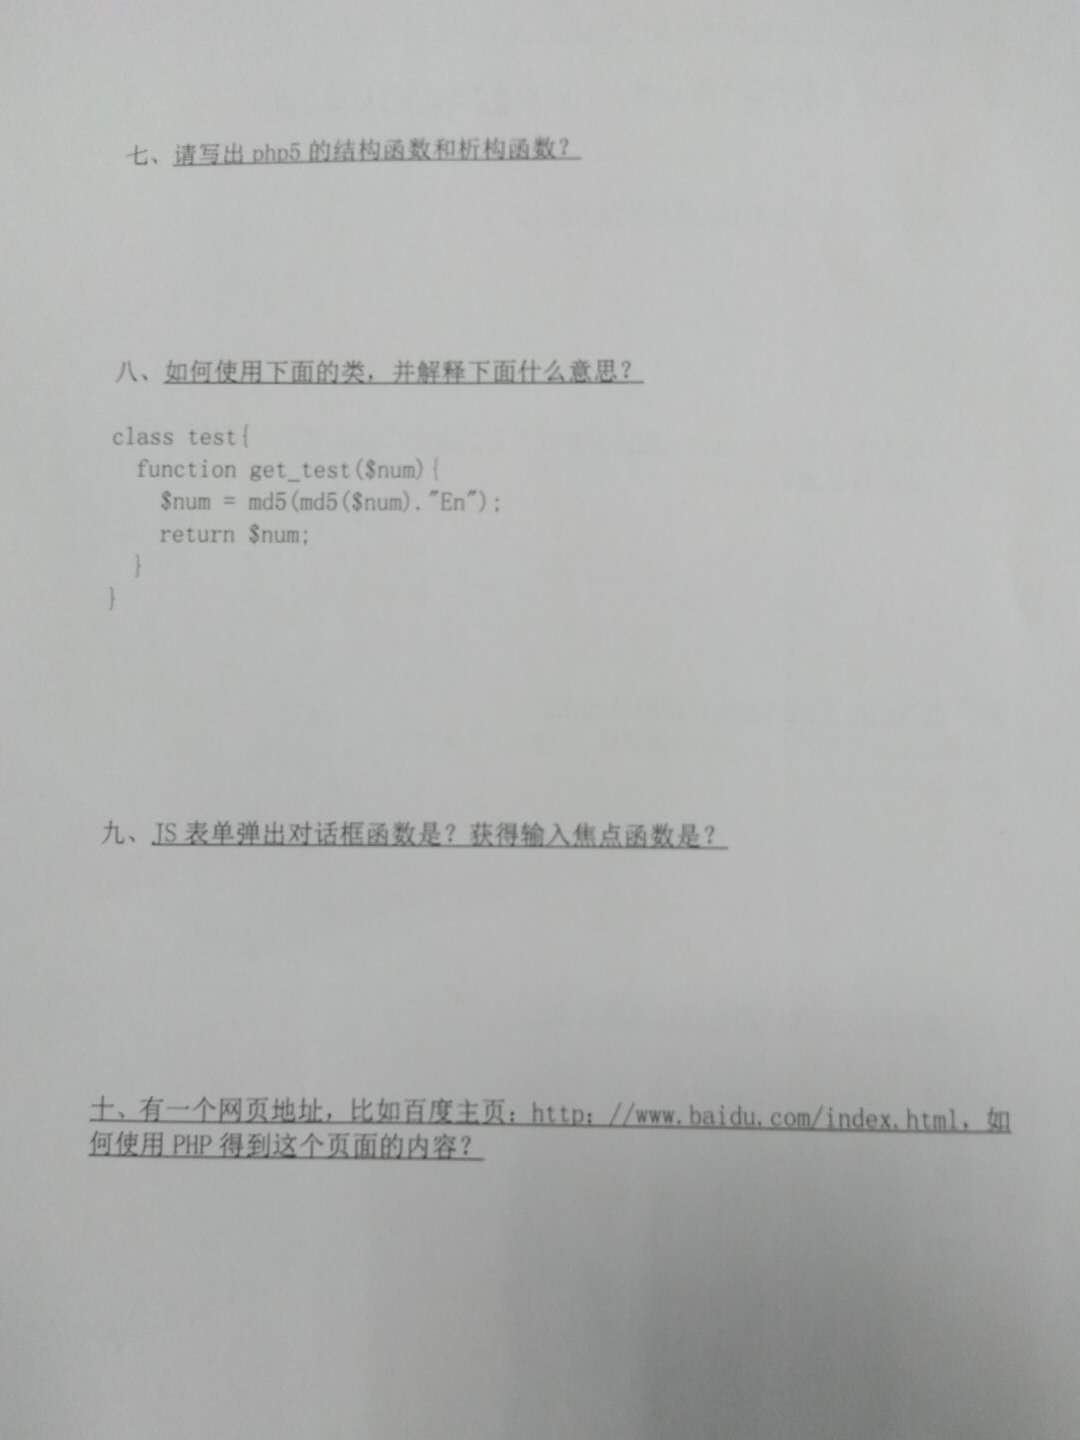 七、请写出 php5 的结构函数和析构函数？
八、如何使用下面的类，并解释下面什么意思？
class test{
function get_test($num){
$num = md5(md5($num)."En");
return $num;
}
}
九、JS 表单弹出对话框函数是？获得输入焦点函数是？
十、有一个网页地址，比如百度主页：http：//www.baidu.com/index.html，如
何使用 PHP 得到这个页面的内容？